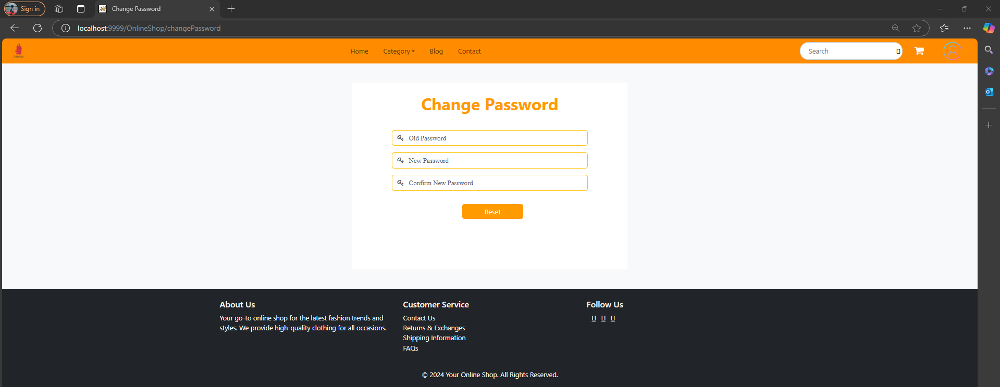 Sign in
Change Password
localhost:9999/OnlineShop/changePassword
Home Category Blog Contact
Search
Change Password
Old Password
New Password
Confirm New Password
Reset
About Us
Your go-to online shop for the latest fashion trends and
styles. We provide high-quality clothing for all occasions.
Customer Service
Contact Us
Returns & Exchanges
Shipping Information
FAQs
Follow Us
© 2024 Your Online Shop. All Rights Reserved.